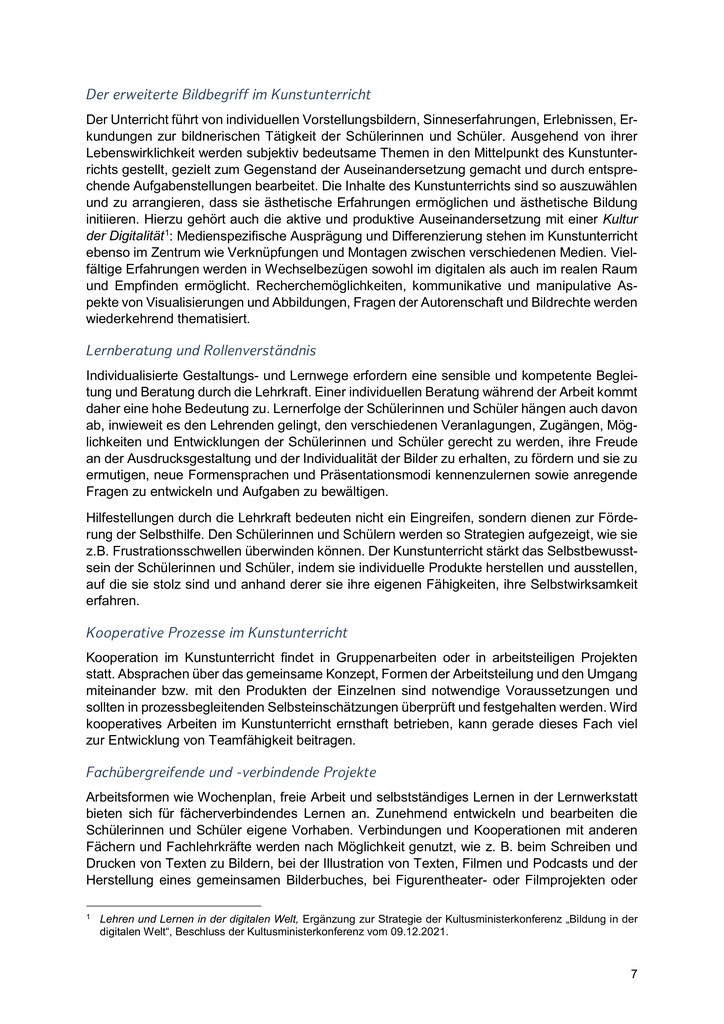 Der erweiterte Bildbegriff im Kunstunterricht
Der Unterricht führt von individuellen Vorstellungsbildern, Sinneserfahrungen, Erlebnissen, Er-
kundungen zur bildnerischen Tätigkeit der Schülerinnen und Schüler. Ausgehend von ihrer
Lebenswirklichkeit werden subjektiv bedeutsame Themen in den Mittelpunkt des Kunstunter-
richts gestellt, gezielt zum Gegenstand der Auseinandersetzung gemacht und durch entspre-
chende Aufgabenstellungen bearbeitet. Die Inhalte des Kunstunterrichts sind so auszuwählen
und zu arrangieren, dass sie ästhetische Erfahrungen ermöglichen und ästhetische Bildung
initiieren. Hierzu gehört auch die aktive und produktive Auseinandersetzung mit einer Kultur
der Digitalität¹: Medienspezifische Ausprägung und Differenzierung stehen im Kunstunterricht
ebenso im Zentrum wie Verknüpfungen und Montagen zwischen verschiedenen Medien. Viel-
fältige Erfahrungen werden in Wechselbezügen sowohl im digitalen als auch im realen Raum
und Empfinden ermöglicht. Recherchemöglichkeiten, kommunikative und manipulative As-
pekte von Visualisierungen und Abbildungen, Fragen der Autorenschaft und Bildrechte werden
wiederkehrend thematisiert.
Lernberatung und Rollenverständnis
Individualisierte Gestaltungs- und Lernwege erfordern eine sensible und kompetente Beglei-
tung und Beratung durch die Lehrkraft. Einer individuellen Beratung während der Arbeit kommt
daher eine hohe Bedeutung zu. Lernerfolge der Schülerinnen und Schüler hängen auch davon
ab, inwieweit es den Lehrenden gelingt, den verschiedenen Veranlagungen, Zugängen, Mög-
lichkeiten und Entwicklungen der Schülerinnen und Schüler gerecht zu werden, ihre Freude
an der Ausdrucksgestaltung und der Individualität der Bilder zu erhalten, zu fördern und sie zu
ermutigen, neue Formensprachen und Präsentationsmodi kennenzulernen sowie anregende
Fragen zu entwickeln und Aufgaben zu bewältigen.
Hilfestellungen durch die Lehrkraft bedeuten nicht ein Eingreifen, sondern dienen zur Förde-
rung der Selbsthilfe. Den Schülerinnen und Schülern werden so Strategien aufgezeigt, wie sie
z.B. Frustrationsschwellen überwinden können. Der Kunstunterricht stärkt das Selbstbewusst-
sein der Schülerinnen und Schüler, indem sie individuelle Produkte herstellen und ausstellen,
auf die sie stolz sind und anhand derer sie ihre eigenen Fähigkeiten, ihre Selbstwirksamkeit
erfahren.
Kooperative Prozesse im Kunstunterricht
Kooperation im Kunstunterricht findet in Gruppenarbeiten oder in arbeitsteiligen Projekten
statt. Absprachen über das gemeinsame Konzept, Formen der Arbeitsteilung und den Umgang
miteinander bzw. mit den Produkten der Einzelnen sind notwendige Voraussetzungen und
sollten in prozessbegleitenden Selbsteinschätzungen überprüft und festgehalten werden. Wird
kooperatives Arbeiten im Kunstunterricht ernsthaft betrieben, kann gerade dieses Fach viel
zur Entwicklung von Teamfähigkeit beitragen.
Fachübergreifende und -verbindende Projekte
Arbeitsformen wie Wochenplan, freie Arbeit und selbstständiges Lernen in der Lernwerkstatt
bieten sich für fächerverbindendes Lernen an. Zunehmend entwickeln und bearbeiten die
Schülerinnen und Schüler eigene Vorhaben. Verbindungen und Kooperationen mit anderen
Fächern und Fachlehrkräfte werden nach Möglichkeit genutzt, wie z. B. beim Schreiben und
Drucken von Texten zu Bildern, bei der Illustration von Texten, Filmen und Podcasts und der
Herstellung eines gemeinsamen Bilderbuches, bei Figurentheater- oder Filmprojekten oder
¹ Lehren und Lernen in der digitalen Welt, Ergänzung zur Strategie der Kultusministerkonferenz „Bildung in der
digitalen Welt“, Beschluss der Kultusministerkonferenz vom 09.12.2021.
7